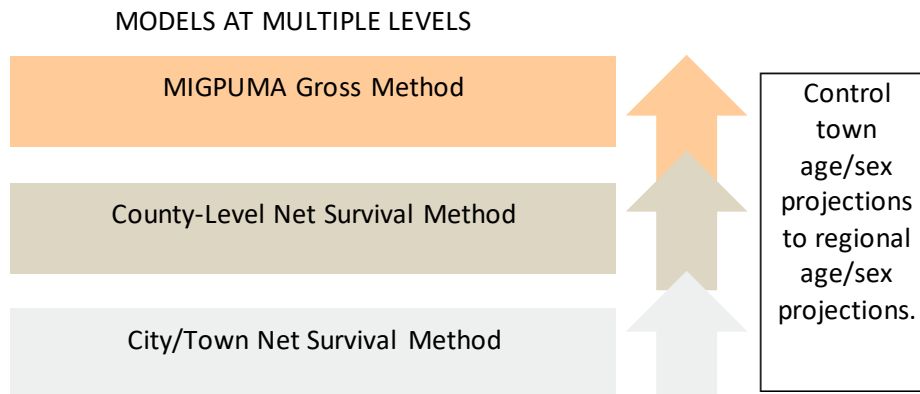 MODELS AT MULTIPLE LEVELS
MIGPUMA Gross Method
County-Level Net Survival Method
City/Town Net Survival Method
Control
town
age/sex
projections
to regional
age/sex
projections.